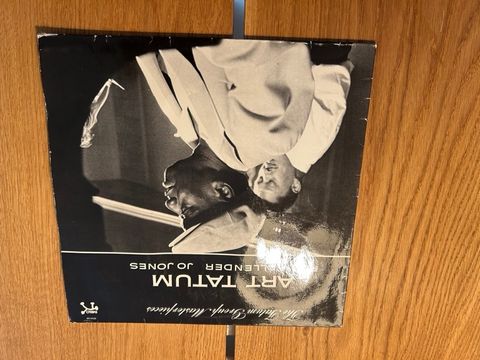 The Tatum Group Masterpieces
ART TATUM
CALLENDER JO JONES